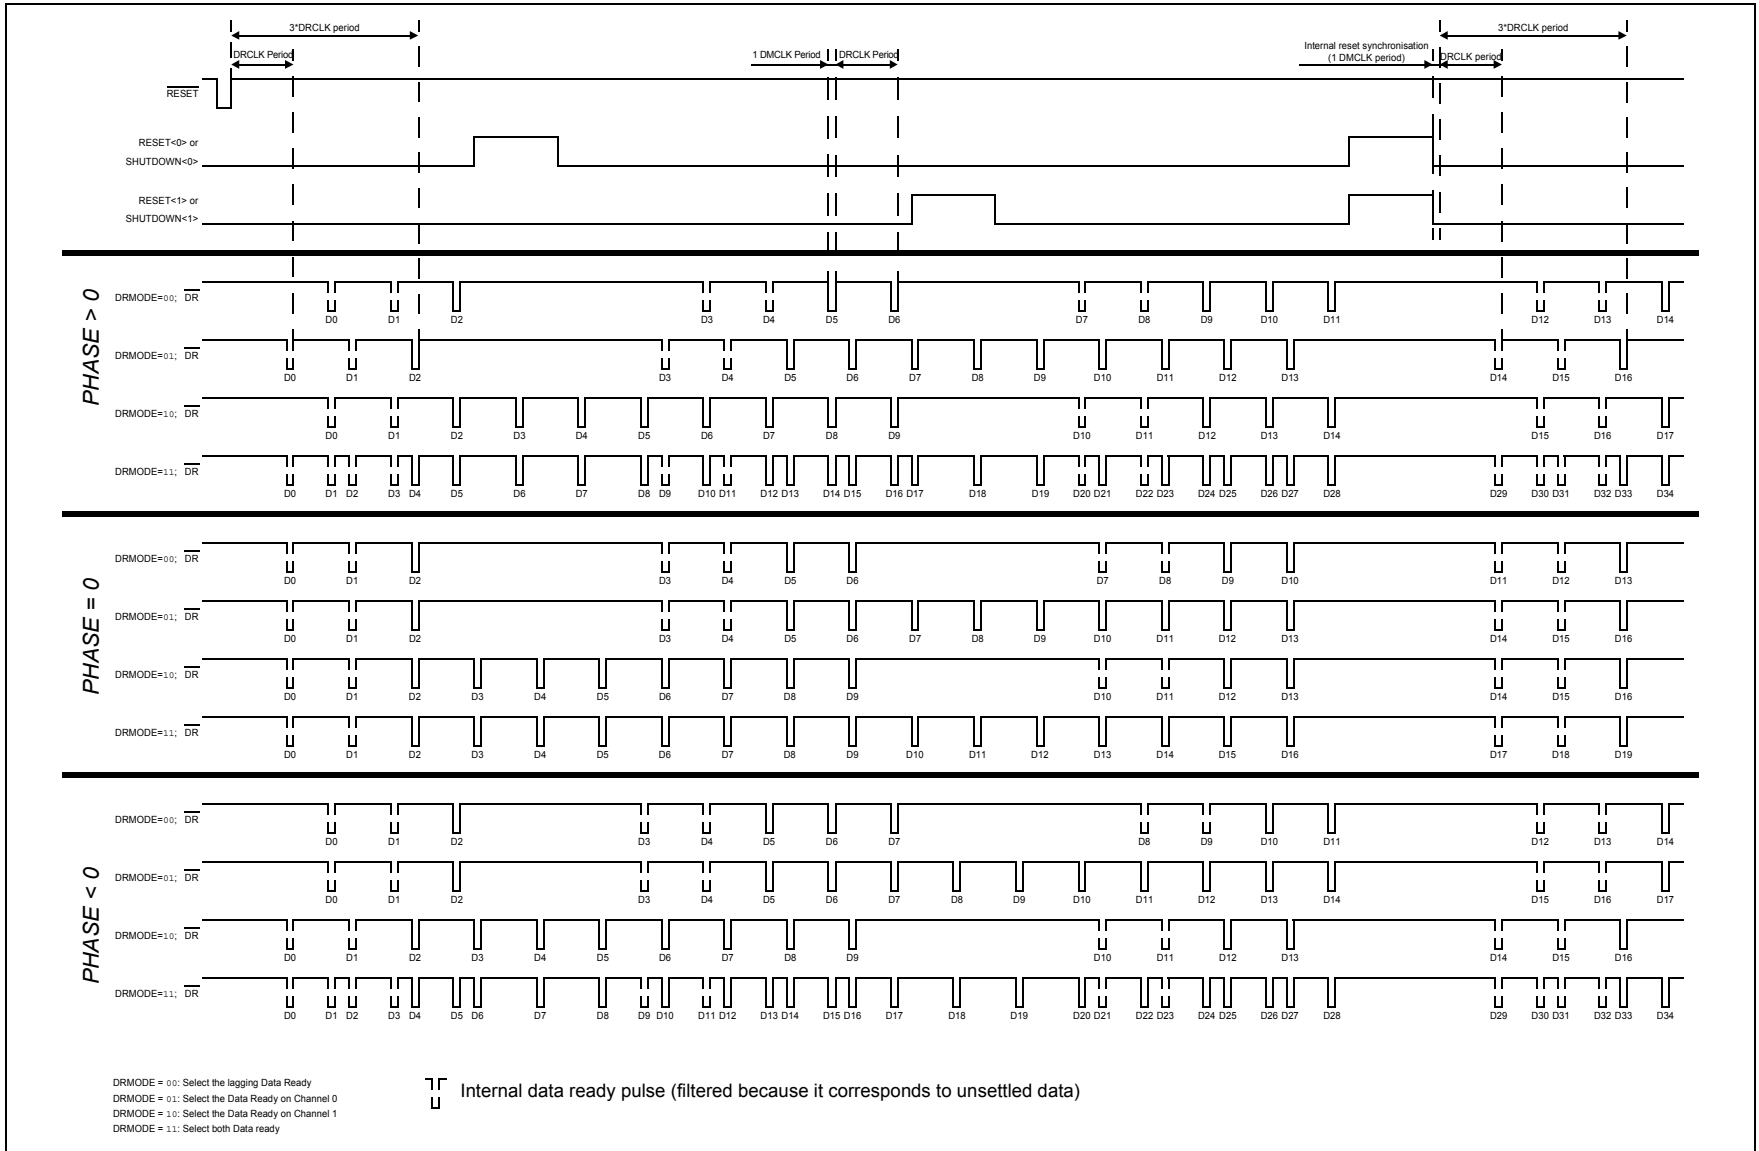 3*DRCLK period 3*DRCLK period
DRCLK Period 1 DMCLK Period DRCLK Period Internal reset synchronisation (1 DMCLK period) DRCLK period
RESET
RESET<0> or
SHUTDOWN<0>
RESET<1> or
SHUTDOWN<1>
PHASE > 0
DRMODE=00; DR
D0 D1 D2 D3 D4 D5 D6 D7 D8 D9 D10 D11 D12 D13 D14
DRMODE=01; DR
D0 D1 D2 D3 D4 D5 D6 D7 D8 D9 D10 D11 D12 D13 D14 D15 D16
DRMODE=10; DR
D0 D1 D2 D3 D4 D5 D6 D7 D8 D9 D10 D11 D12 D13 D14 D15 D16 D17
DRMODE=11; DR
D0 D1 D2 D3 D4 D5 D6 D7 D8 D9 D10 D11 D12 D13 D14 D15 D16 D17 D18 D19 D20 D21 D22 D23 D24 D25 D26 D27 D28 D29 D30 D31 D32 D33 D34
PHASE = 0
DRMODE=00; DR
D0 D1 D2 D3 D4 D5 D6 D7 D8 D9 D10 D11 D12 D13
DRMODE=01; DR
D0 D1 D2 D3 D4 D5 D6 D7 D8 D9 D10 D11 D12 D13 D14 D15 D16
DRMODE=10; DR
D0 D1 D2 D3 D4 D5 D6 D7 D8 D9 D10 D11 D12 D13 D14 D15 D16
DRMODE=11; DR
D0 D1 D2 D3 D4 D5 D6 D7 D8 D9 D10 D11 D12 D13 D14 D15 D16 D17 D18 D19
PHASE < 0
DRMODE=00; DR
D0 D1 D2 D3 D4 D5 D6 D7 D8 D9 D10 D11 D12 D13 D14
DRMODE=01; DR
D0 D1 D2 D3 D4 D5 D6 D7 D8 D9 D10 D11 D12 D13 D14 D15 D16 D17
DRMODE=10; DR
D0 D1 D2 D3 D4 D5 D6 D7 D8 D9 D10 D11 D12 D13 D14 D15 D16
DRMODE=11; DR
D0 D1 D2 D3 D4 D5 D6 D7 D8 D9 D10 D11 D12 D13 D14 D15 D16 D17 D18 D19 D20 D21 D22 D23 D24 D25 D26 D27 D28 D29 D30 D31 D32 D33 D34
DRMODE = 00: Select the lagging Data Ready
DRMODE = 01: Select the Data Ready on Channel 0
DRMODE = 10: Select the Data Ready on Channel 1
DRMODE = 11: Select both Data ready
Internal data ready pulse (filtered because it corresponds to unsettled data)